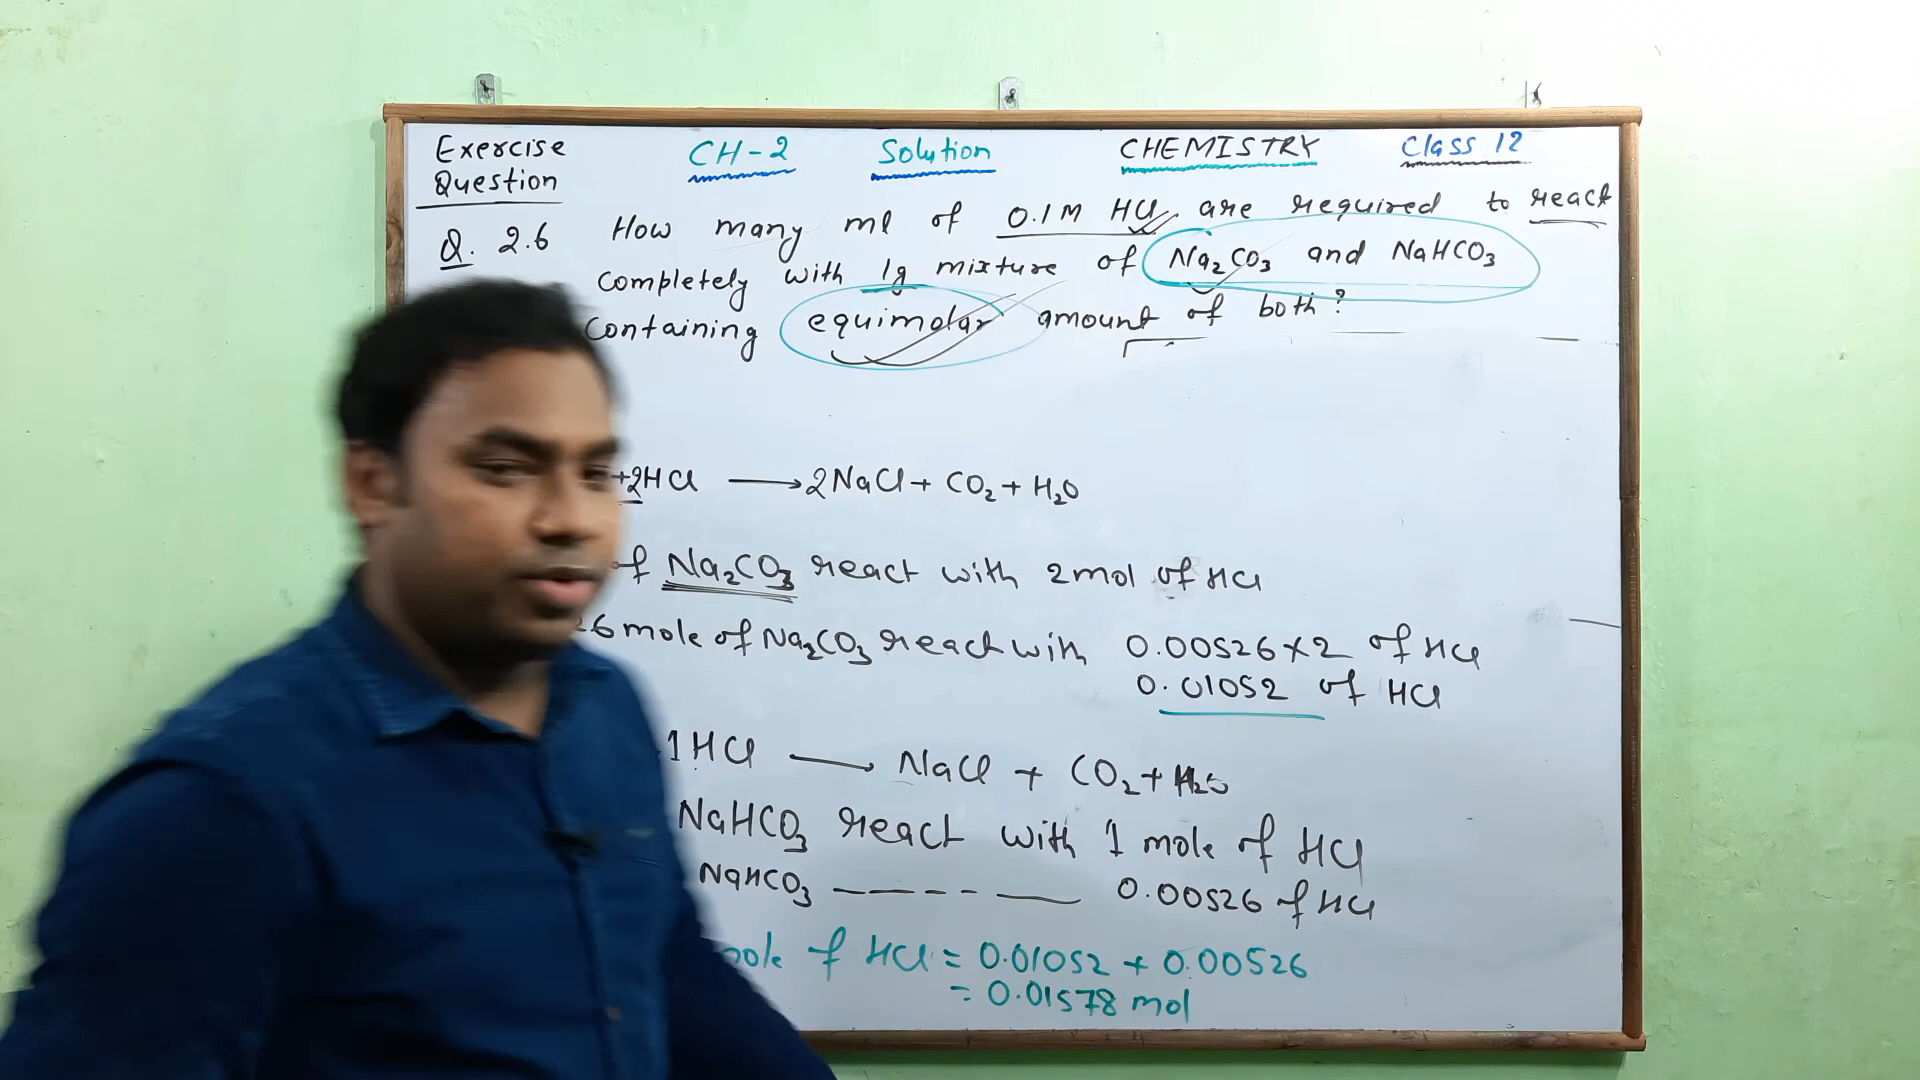 Exercise CH-2 Solution CHEMISTRY Class 12
Question
Q. 2.6 How many ml of 0.1M HCl are required to react
completely with 1g mixture of Na₂CO₃ and NaHCO₃
containing equimolar amount of both?
+2HCl → 2NaCl + CO₂ + H₂O
of Na₂CO₃ react with 2mol of HCl
6 mole of Na₂CO₃ react with 0.00526×2 of HCl
0.01052 of HCl
1HCl → NaCl + CO₂ + H₂O
NaHCO₃ react with 1 mole of HCl
NaHCO₃ ————— 0.00526 of HCl
mole of HCl = 0.01052 + 0.00526
= 0.01578 mol